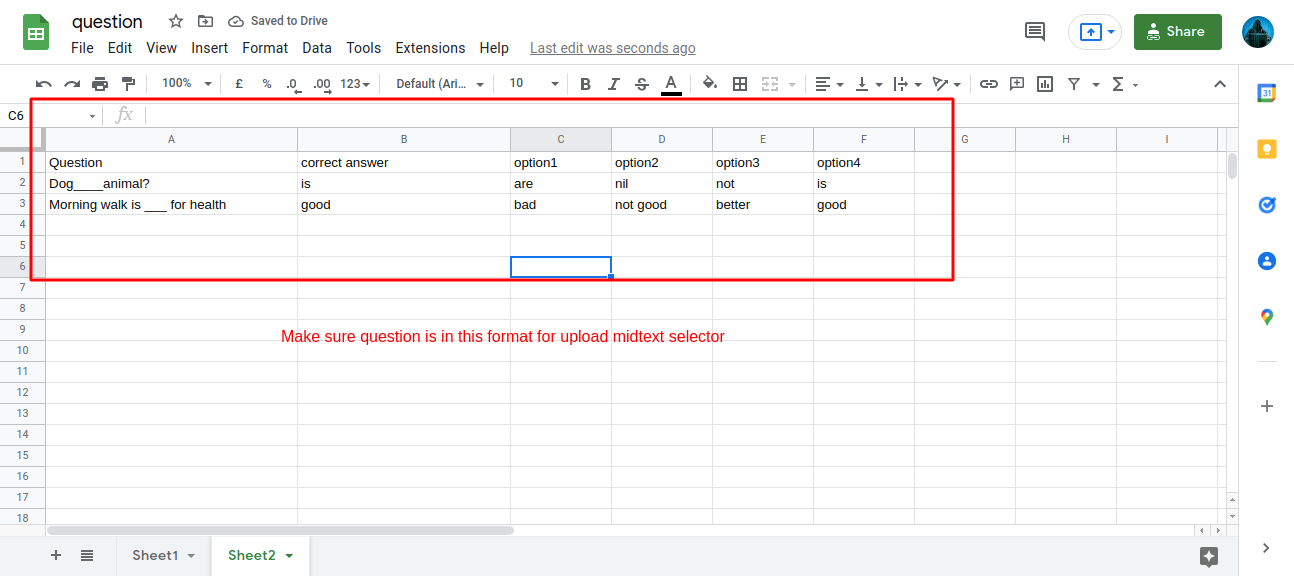 question Saved to Drive
File Edit View Insert Format Data Tools Extensions Help Last edit was seconds ago
Share
100% £ % .0 .00 123 Default (Ari... 10 B I S A Σ
31
C6 fx
A B C D E F G H I
1 Question correct answer option1 option2 option3 option4
2 Dog____animal? is are nil not is
3 Morning walk is ___ for health good bad not good better good
4
5
6
7
8
9
Make sure question is in this format for upload midtext selector
10
11
12
13
14
15
16
17
18
+ Sheet1 Sheet2